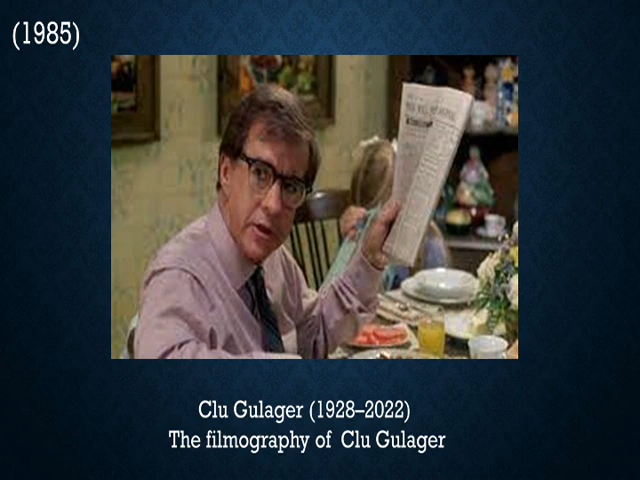 (1985)
Clu Gulager (1928–2022)
The filmography of Clu Gulager